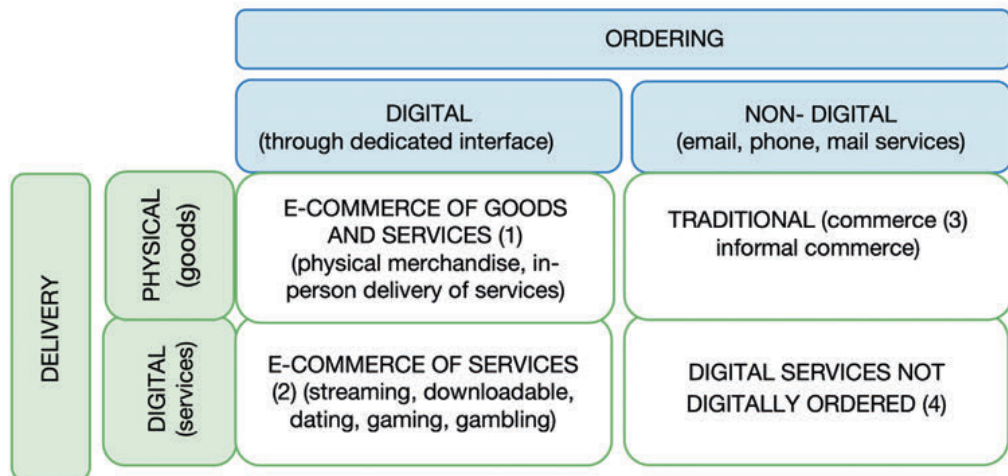 ORDERING
DIGITAL
(through dedicated interface)
NON- DIGITAL
(email, phone, mail services)
DELIVERY
PHYSICAL
(goods)
E-COMMERCE OF GOODS
AND SERVICES (1)
(physical merchandise, in-
person delivery of services)
TRADITIONAL (commerce (3)
informal commerce)
DIGITAL
(services)
E-COMMERCE OF SERVICES
(2) (streaming, downloadable,
dating, gaming, gambling)
DIGITAL SERVICES NOT
DIGITALLY ORDERED (4)